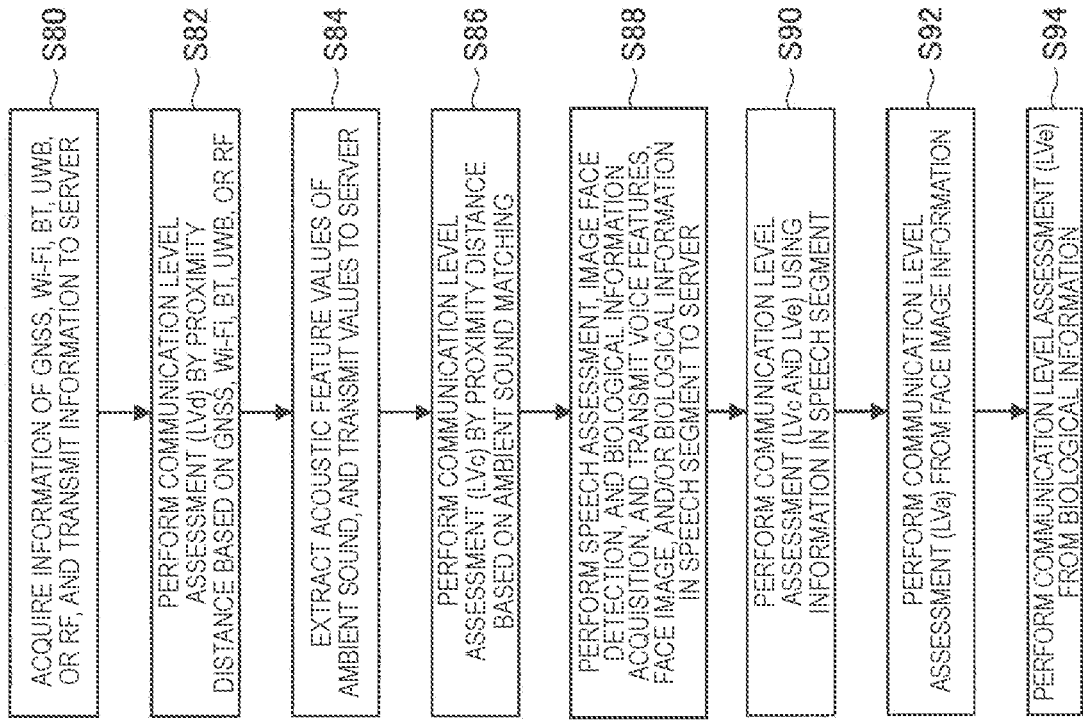 ACQUIRE INFORMATION OF GNSS, Wi-Fi, BT, UWB,
OR RF, AND TRANSMIT INFORMATION TO SERVER
S80
PERFORM COMMUNICATION LEVEL
ASSESSMENT (LVd) BY PROXIMITY
DISTANCE BASED ON GNSS, Wi-Fi, BT, UWB, OR RF
S82
EXTRACT ACOUSTIC FEATURE VALUES OF
AMBIENT SOUND, AND TRANSMIT VALUES TO SERVER
S84
PERFORM COMMUNICATION LEVEL
ASSESSMENT (LVc) BY PROXIMITY DISTANCE
BASED ON AMBIENT SOUND MATCHING
S86
PERFORM SPEECH ASSESSMENT, IMAGE FACE
DETECTION, AND BIOLOGICAL INFORMATION
ACQUISITION, AND TRANSMIT VOICE FEATURES,
FACE IMAGE, AND/OR BIOLOGICAL INFORMATION
IN SPEECH SEGMENT TO SERVER
S88
PERFORM COMMUNICATION LEVEL
ASSESSMENT (LVc AND LVe) USING
INFORMATION IN SPEECH SEGMENT
S90
PERFORM COMMUNICATION LEVEL
ASSESSMENT (LVa) FROM FACE IMAGE INFORMATION
S92
PERFORM COMMUNICATION LEVEL ASSESSMENT (LVe)
FROM BIOLOGICAL INFORMATION
S94